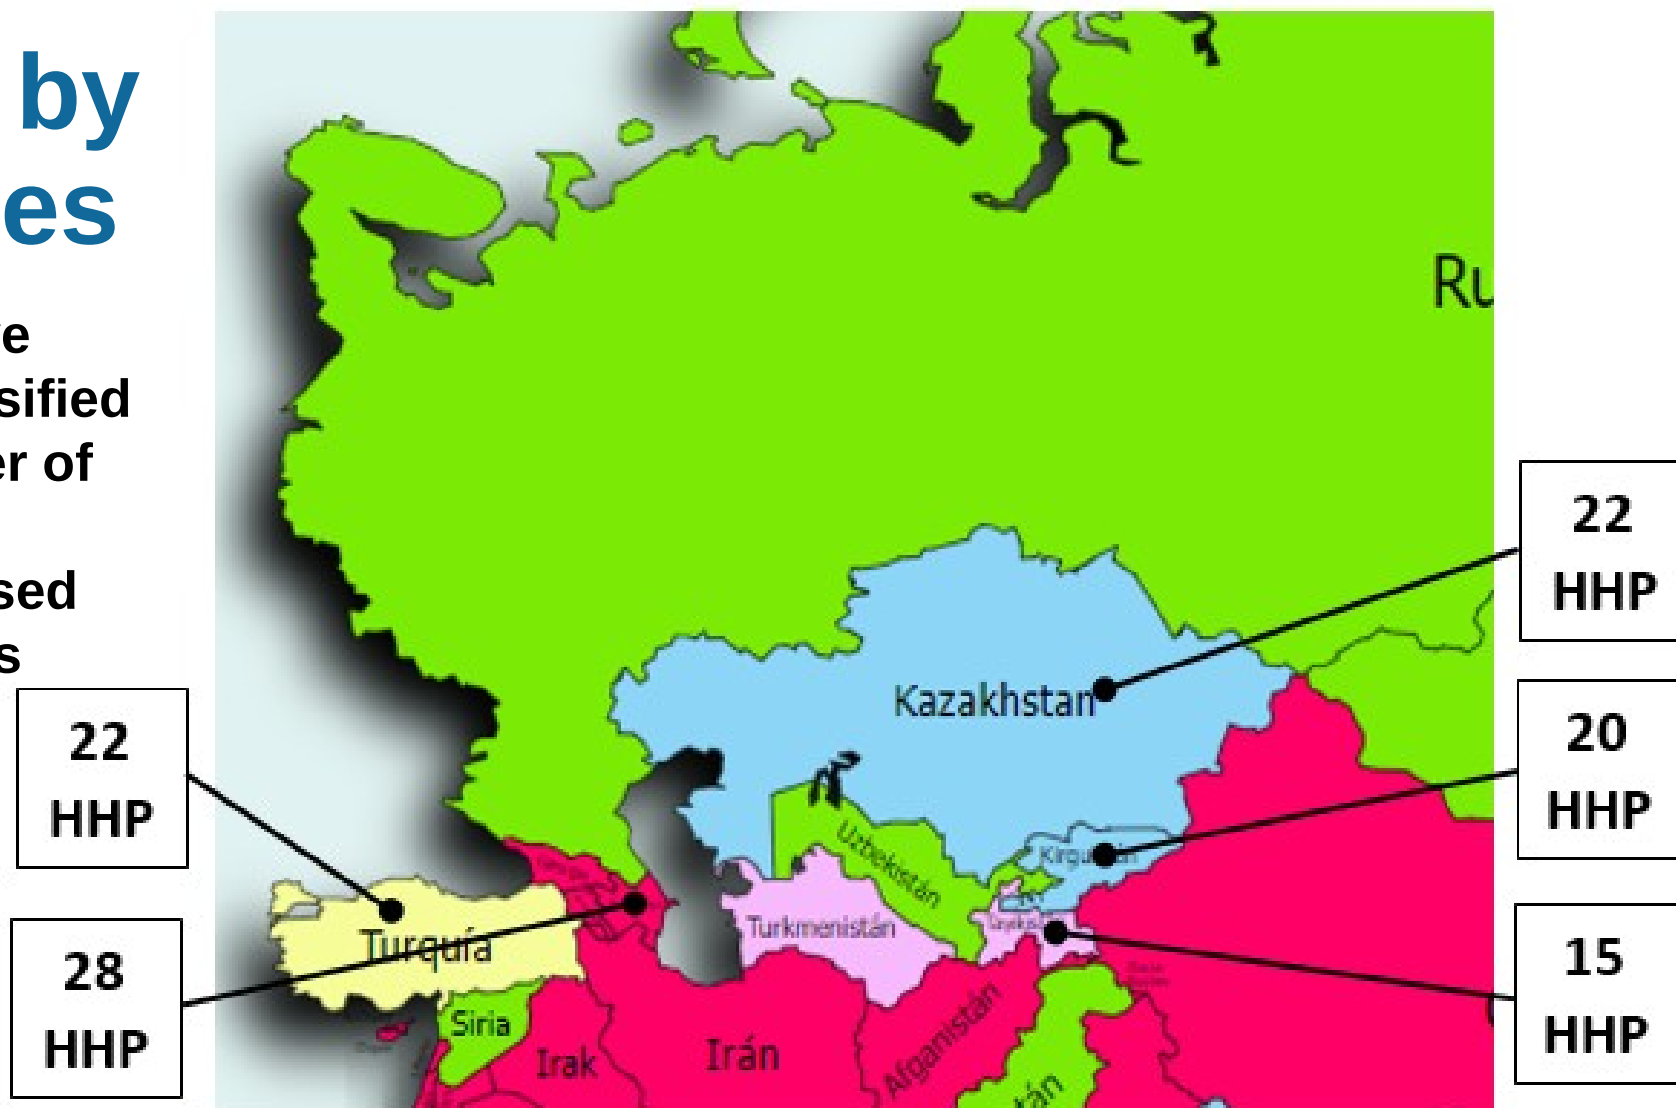 by
es
e
sified
er of
sed
s
22
HHP
28
HHP
Ru
22
HHP
20
HHP
15
HHP
Kazakhstan
Uzbekistán
Turkmenistán
Turquía
Siria
Irak
Irán
Afganistán
tán